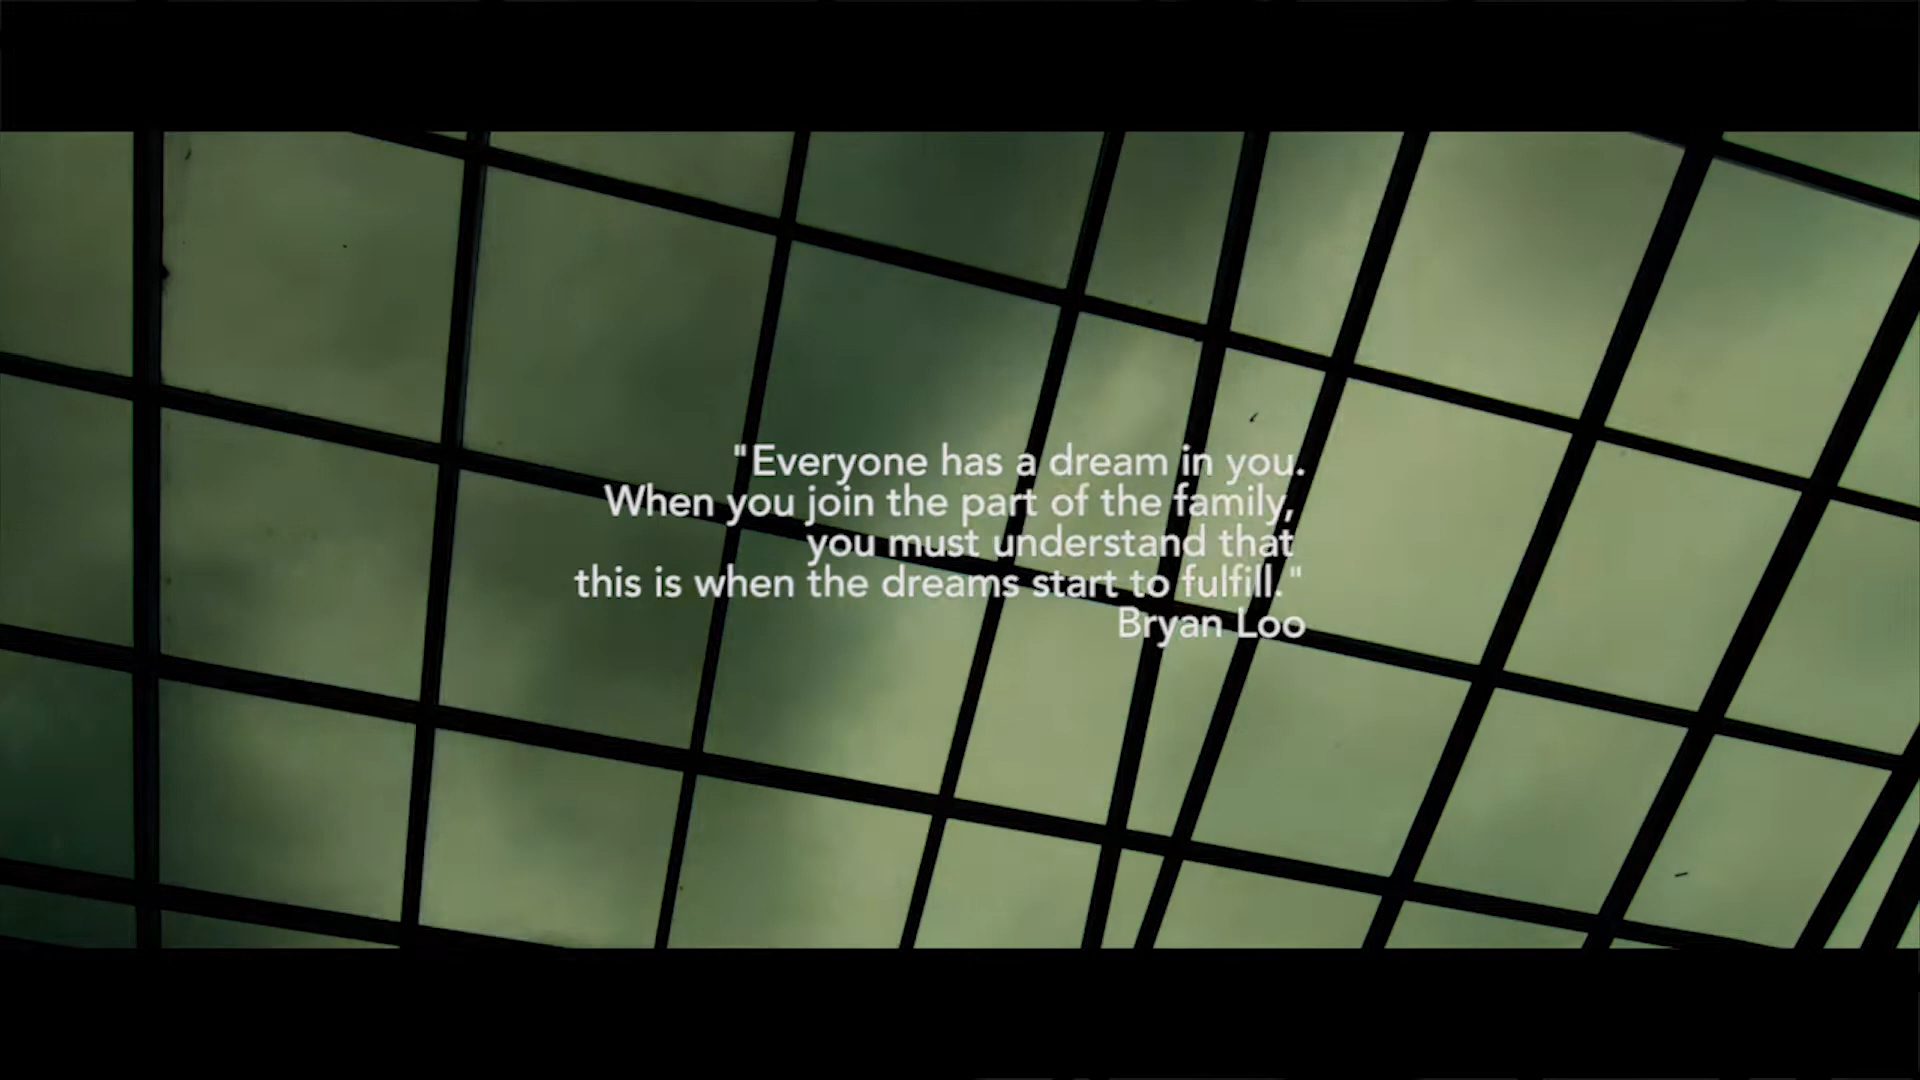 "Everyone has a dream in you.
When you join the part of the family,
you must understand that
this is when the dreams start to fulfill."
Bryan Loo